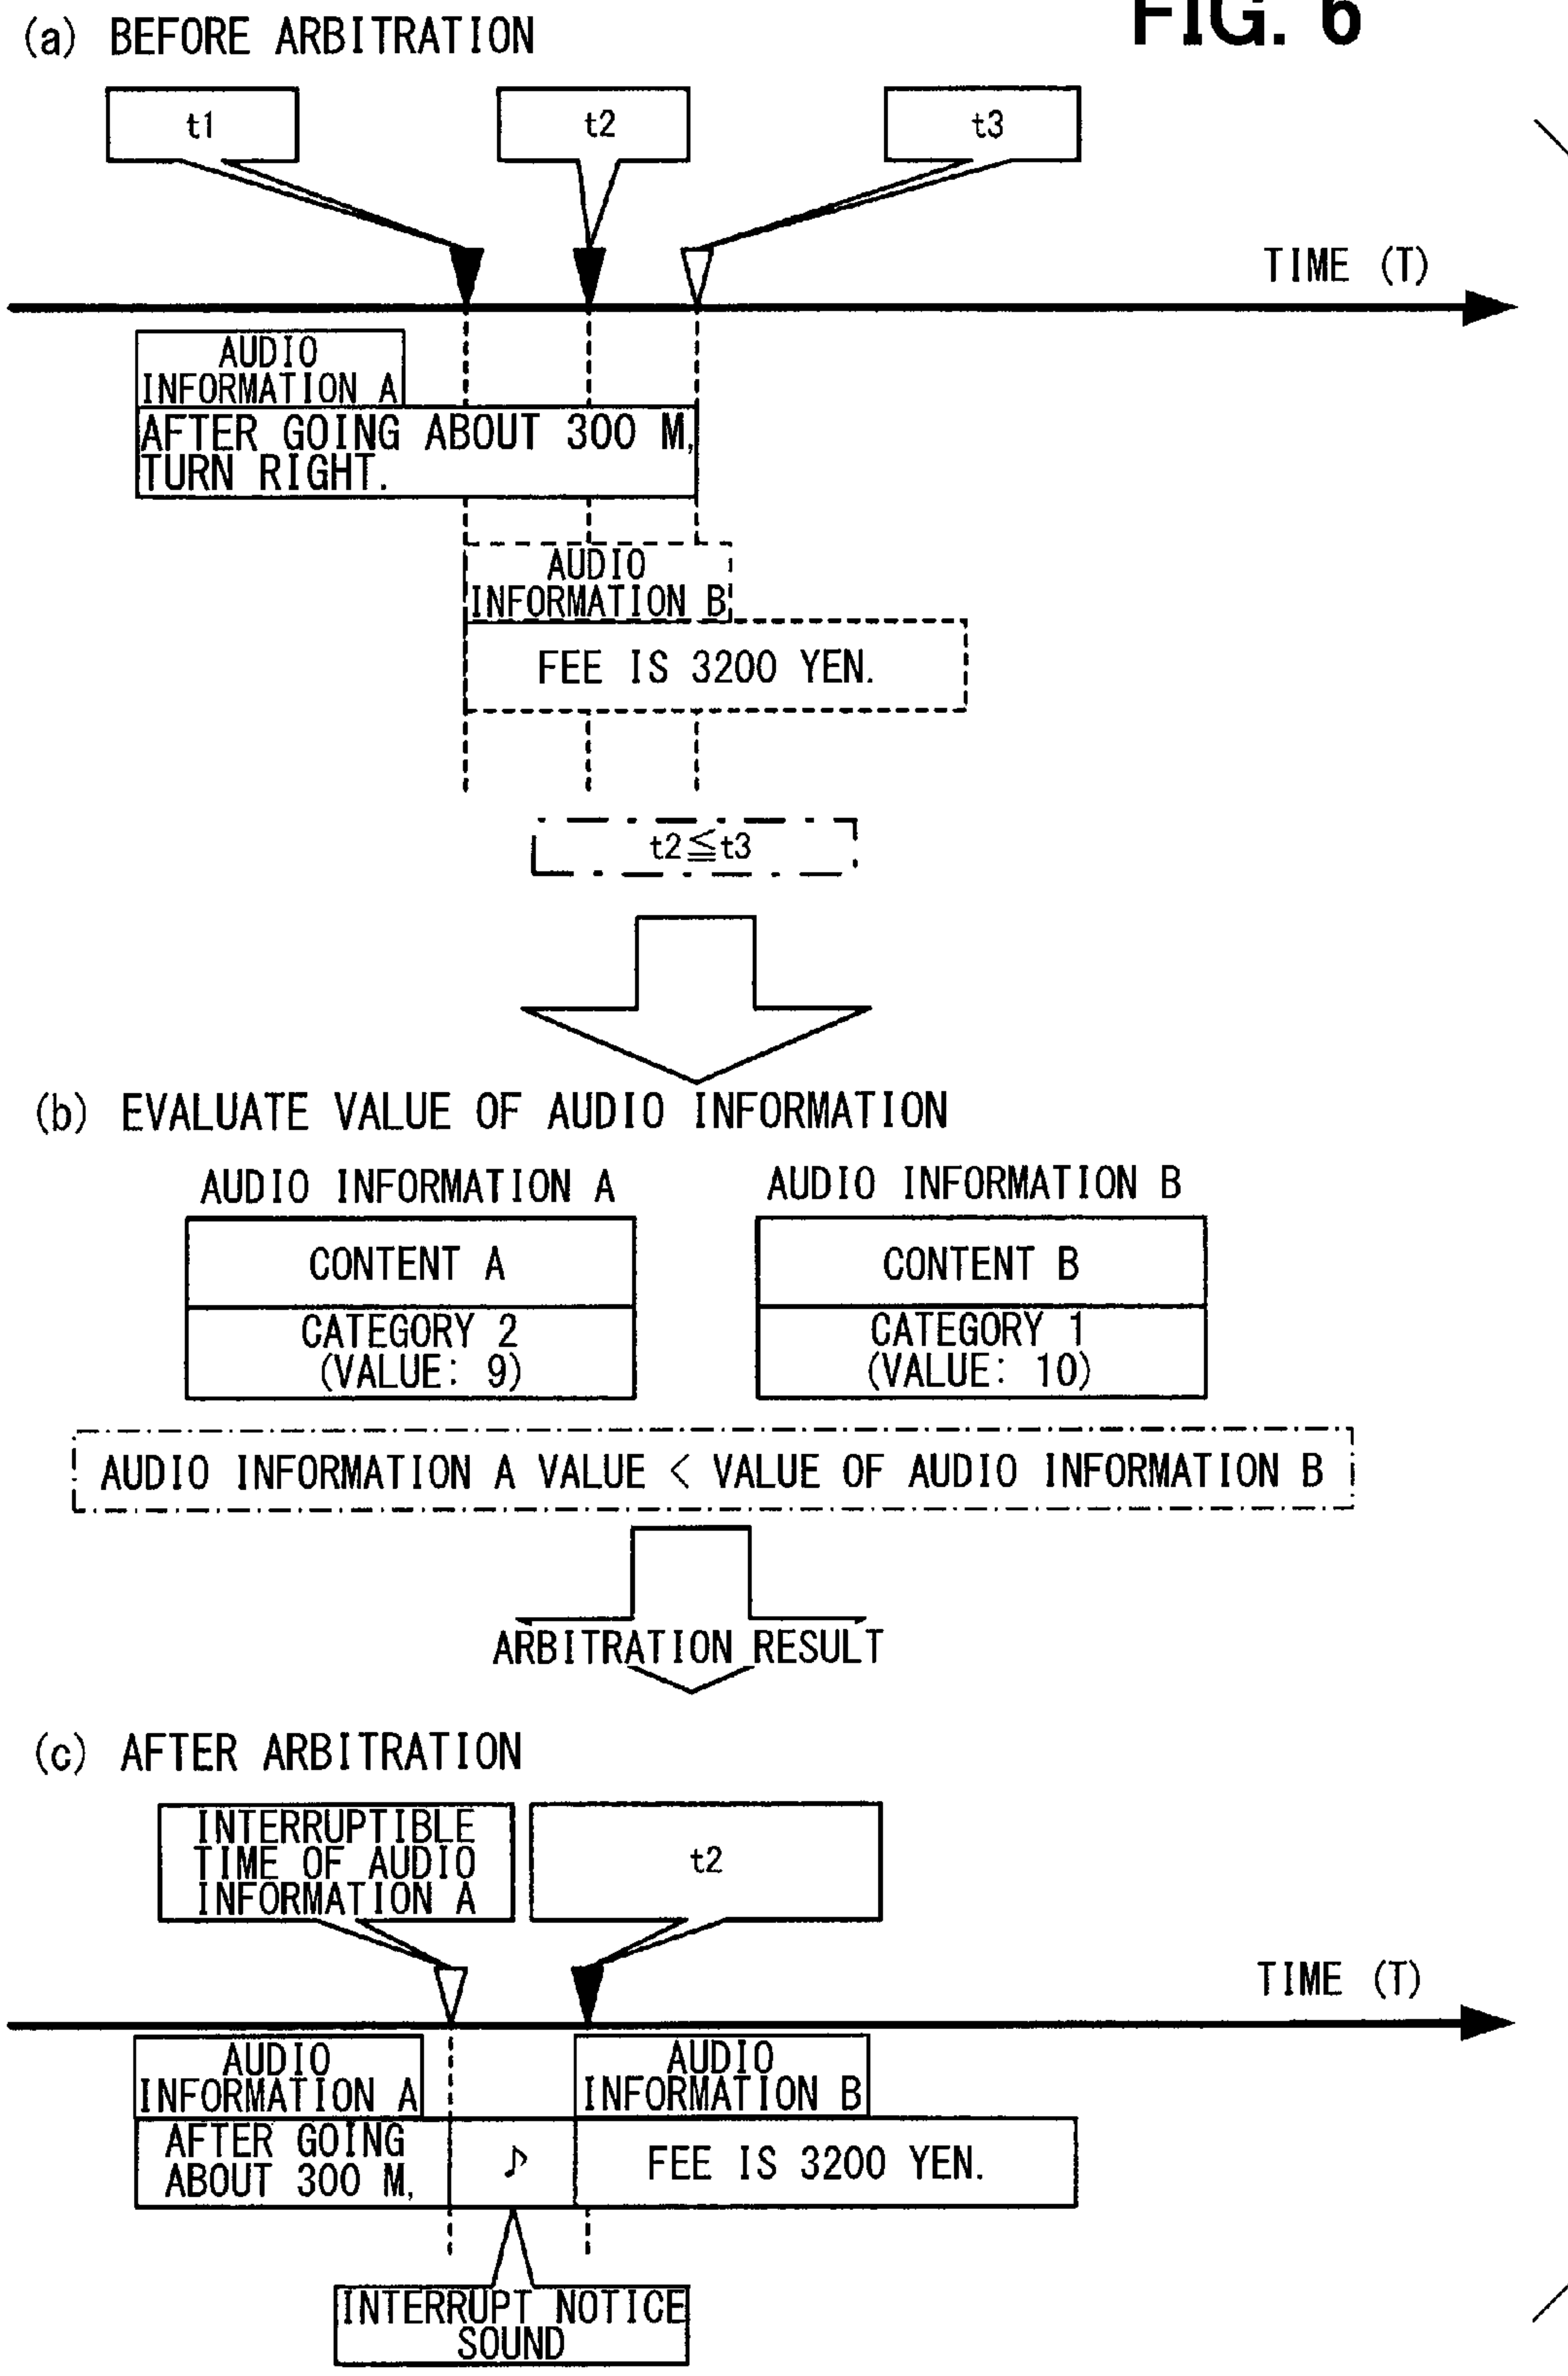 FIG. 6
(a) BEFORE ARBITRATION
t1
t2
t3
TIME (T)
AUDIO
INFORMATION A
AFTER GOING ABOUT 300 M,
TURN RIGHT.
AUDIO
INFORMATION B
FEE IS 3200 YEN.
t2≦t3
(b) EVALUATE VALUE OF AUDIO INFORMATION
AUDIO INFORMATION A
AUDIO INFORMATION B
CONTENT A
CONTENT B
CATEGORY 2
(VALUE: 9)
CATEGORY 1
(VALUE: 10)
AUDIO INFORMATION A VALUE < VALUE OF AUDIO INFORMATION B
ARBITRATION RESULT
(c) AFTER ARBITRATION
INTERRUPTIBLE
TIME OF AUDIO
INFORMATION A
t2
TIME (T)
AUDIO
INFORMATION A
AUDIO
INFORMATION B
AFTER GOING
ABOUT 300 M,
♪
FEE IS 3200 YEN.
INTERRUPT NOTICE
SOUND